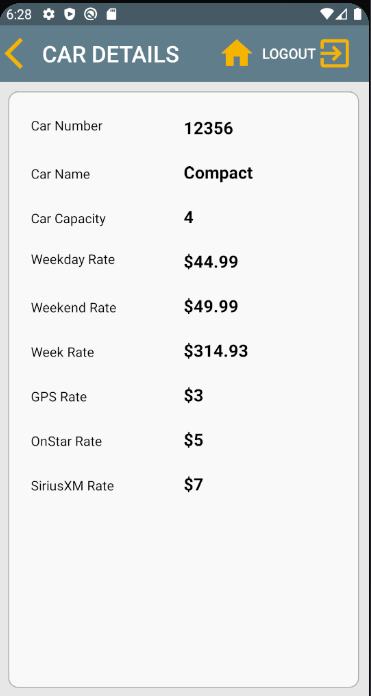 6:28
CAR DETAILS LOGOUT
Car Number 12356
Car Name Compact
Car Capacity 4
Weekday Rate $44.99
Weekend Rate $49.99
Week Rate $314.93
GPS Rate $3
OnStar Rate $5
SiriusXM Rate $7